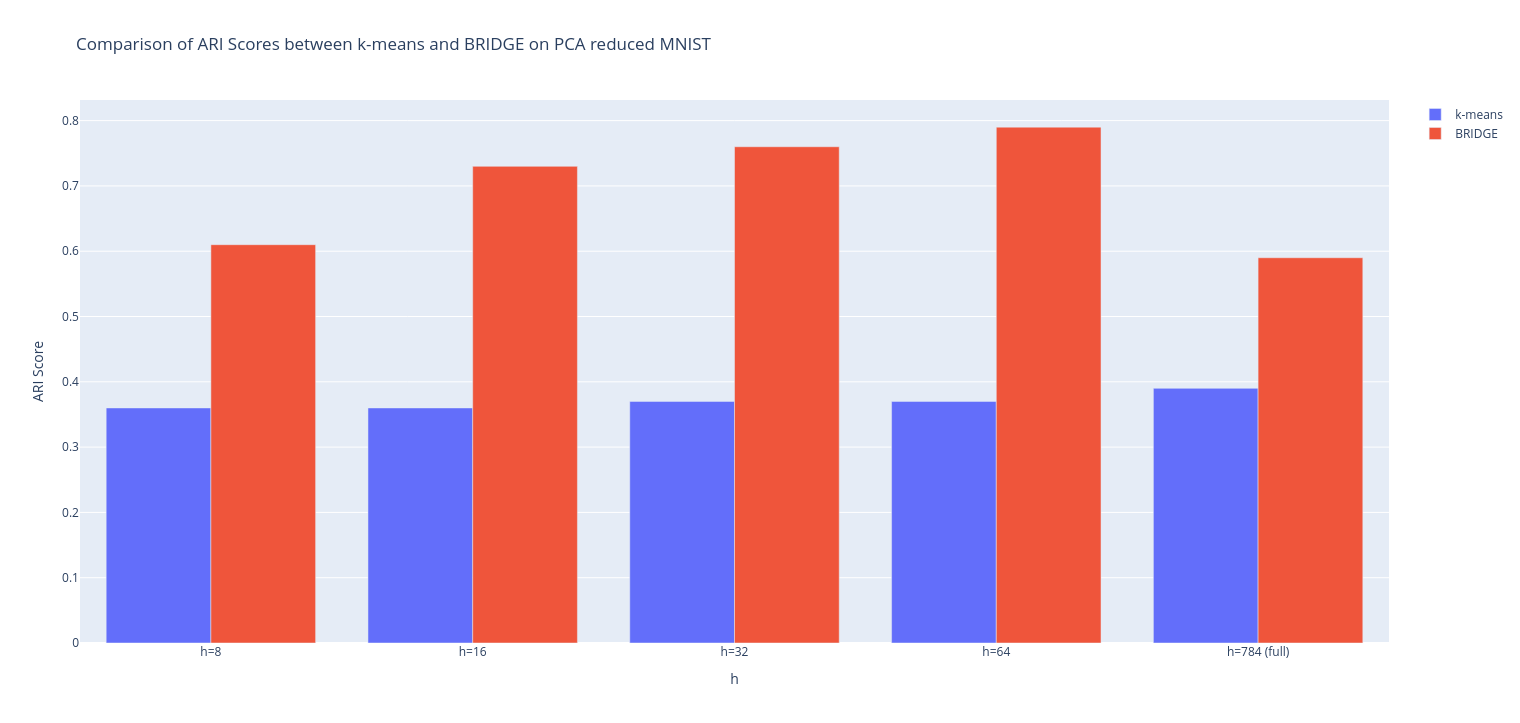 Comparison of ARI Scores between k-means and BRIDGE on PCA reduced MNIST
k-means
BRIDGE
0.8
0.7
0.6
0.5
0.4
0.3
0.2
0.1
0
ARI Score
h=8
h=16
h=32
h=64
h=784 (full)
h